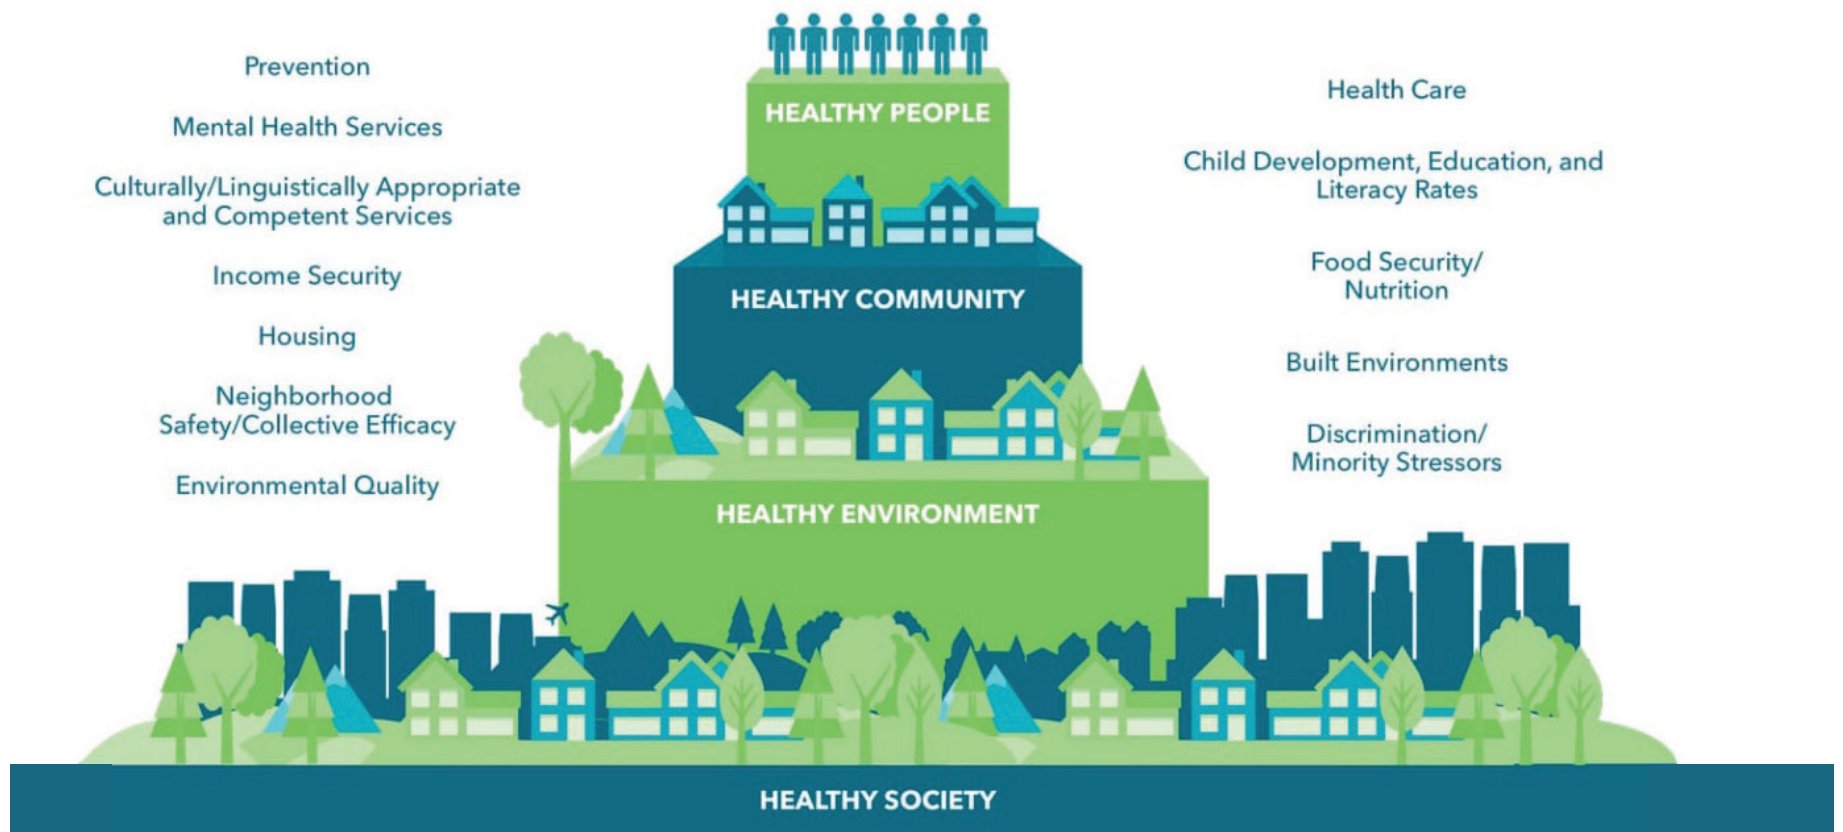 Prevention
Mental Health Services
Culturally/Linguistically Appropriate
and Competent Services
Income Security
Housing
Neighborhood
Safety/Collective Efficacy
Environmental Quality
HEALTHY PEOPLE
HEALTHY COMMUNITY
HEALTHY ENVIRONMENT
HEALTHY SOCIETY
Health Care
Child Development, Education, and
Literacy Rates
Food Security/
Nutrition
Built Environments
Discrimination/
Minority Stressors